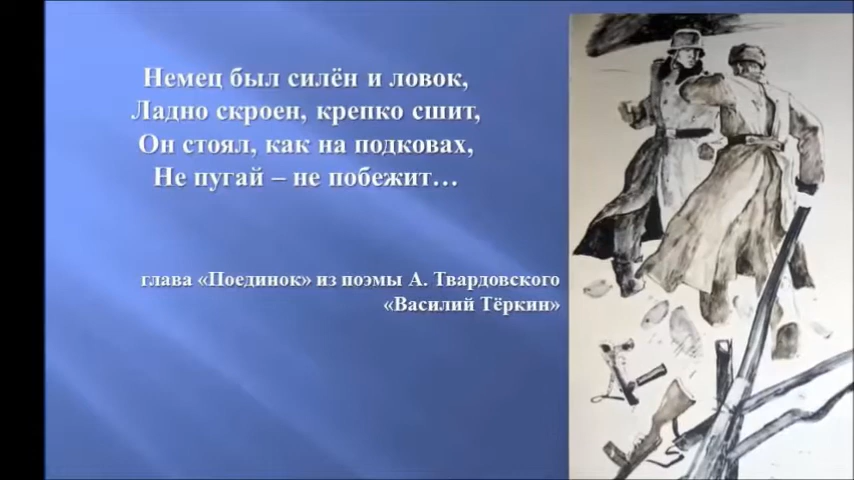 Немец был силён и ловок,
Ладно скроен, крепко сшит,
Он стоял, как на подковах,
Не пугай – не побежит…
глава «Поединок» из поэмы А. Твардовского
«Василий Тёркин»